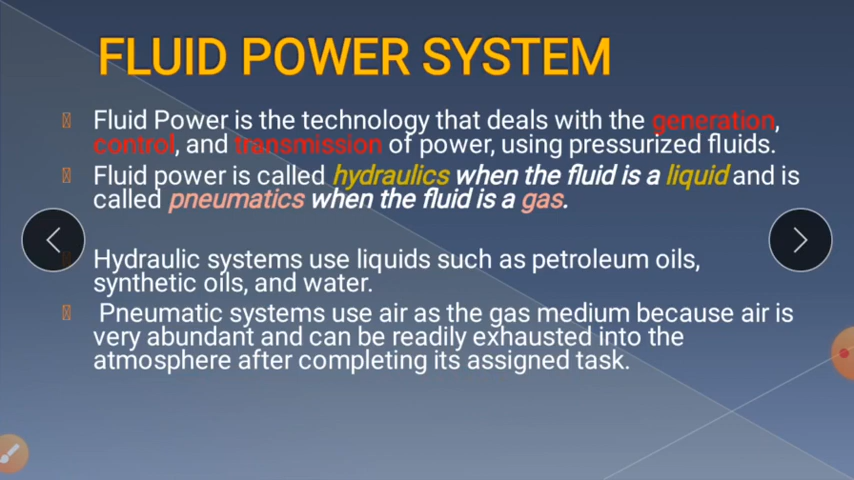 FLUID POWER SYSTEM
Fluid Power is the technology that deals with the generation,
control, and transmission of power, using pressurized fluids.
Fluid power is called hydraulics when the fluid is a liquid and is
called pneumatics when the fluid is a gas.
Hydraulic systems use liquids such as petroleum oils,
synthetic oils, and water.
Pneumatic systems use air as the gas medium because air is
very abundant and can be readily exhausted into the
atmosphere after completing its assigned task.